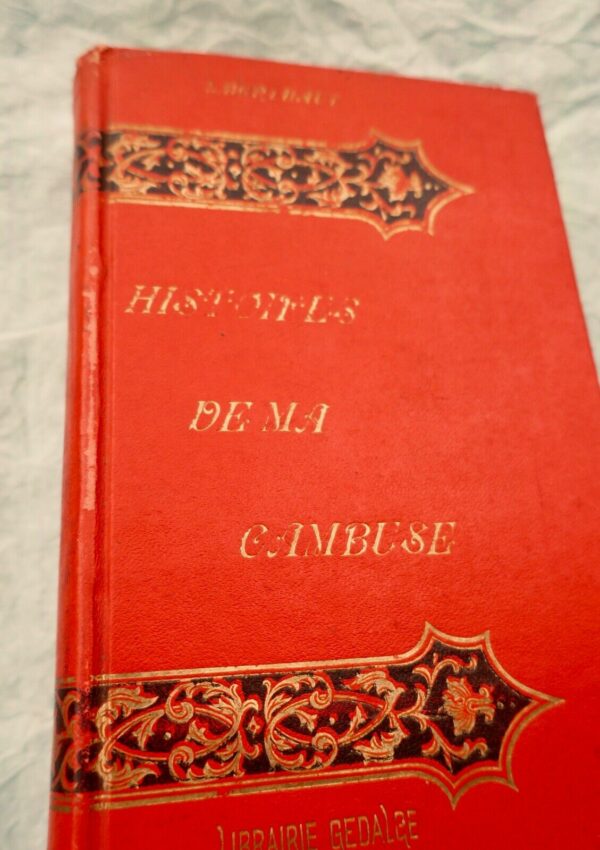 HISTOIRES
DE MA
CAMBUSE
LIBRAIRIE GEDALGE